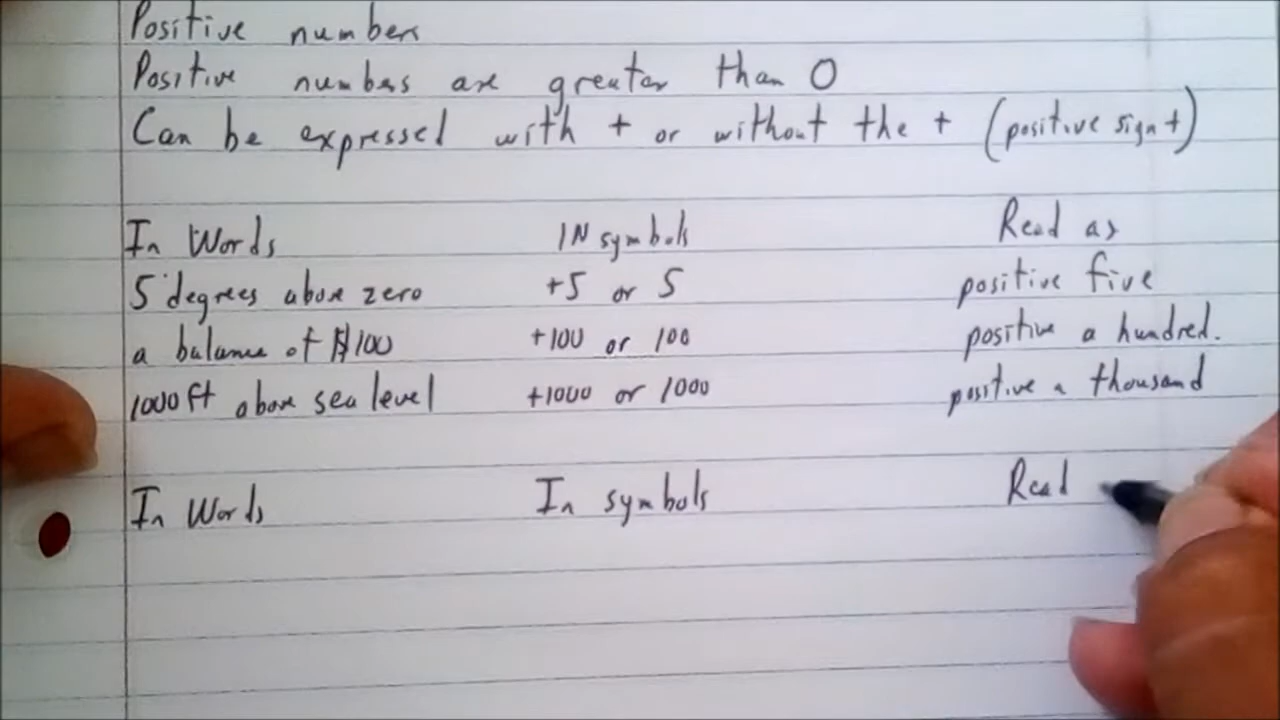 Positive numbers
Positive numbers are greater than 0
Can be expressed with + or without the + (positive sign +)
In Words IN symbols Read as
5 degrees above zero +5 or 5 positive five
a balance of $100 +100 or 100 positive a hundred.
1000ft above sea level +1000 or 1000 positive a thousand
In Words In symbols Read